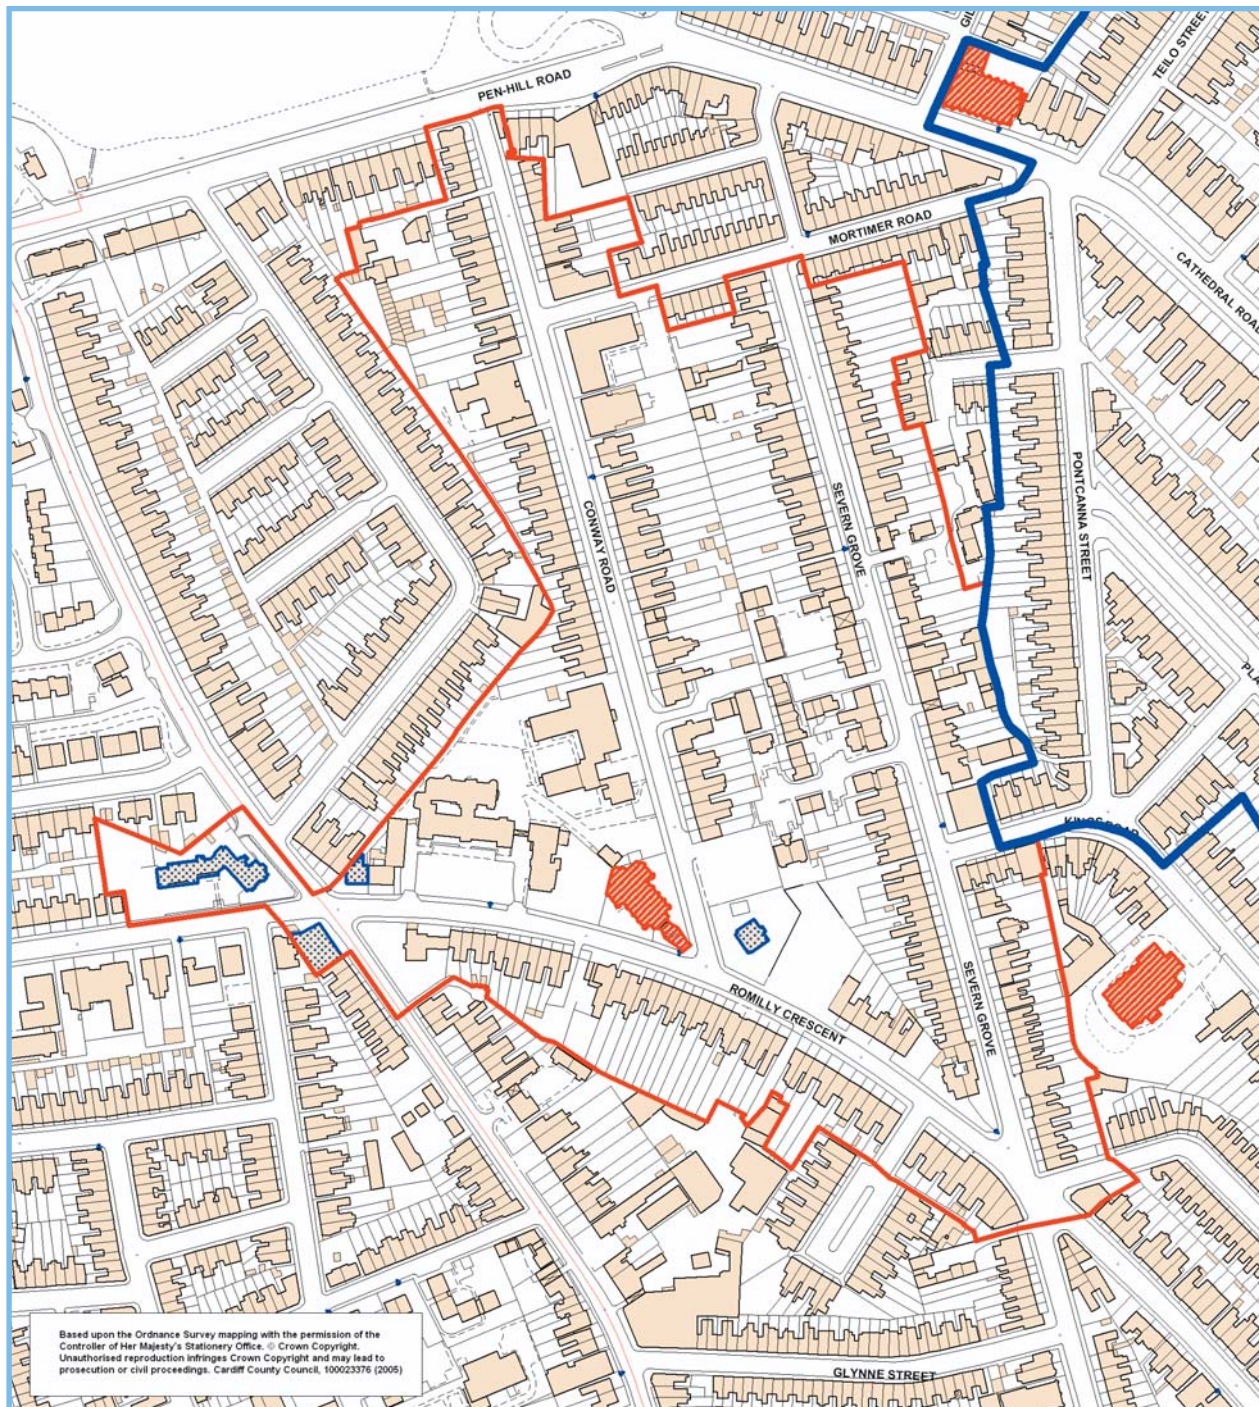 GIL
TEILO STREET
PEN-HILL ROAD
MORTIMER ROAD
CATHEDRAL ROAD
SEVERN GROVE
PONTCANNA STREET
CONWAY ROAD
PLA
KINGS ROAD
ROMILLY CRESCENT
SEVERN GROVE
Based upon the Ordnance Survey mapping with the permission of the
Controller of Her Majesty's Stationery Office. © Crown Copyright.
Unauthorised reproduction infringes Crown Copyright and may lead to
prosecution or civil proceedings. Cardiff County Council, 100023376 (2005)
GLYNNE STREET